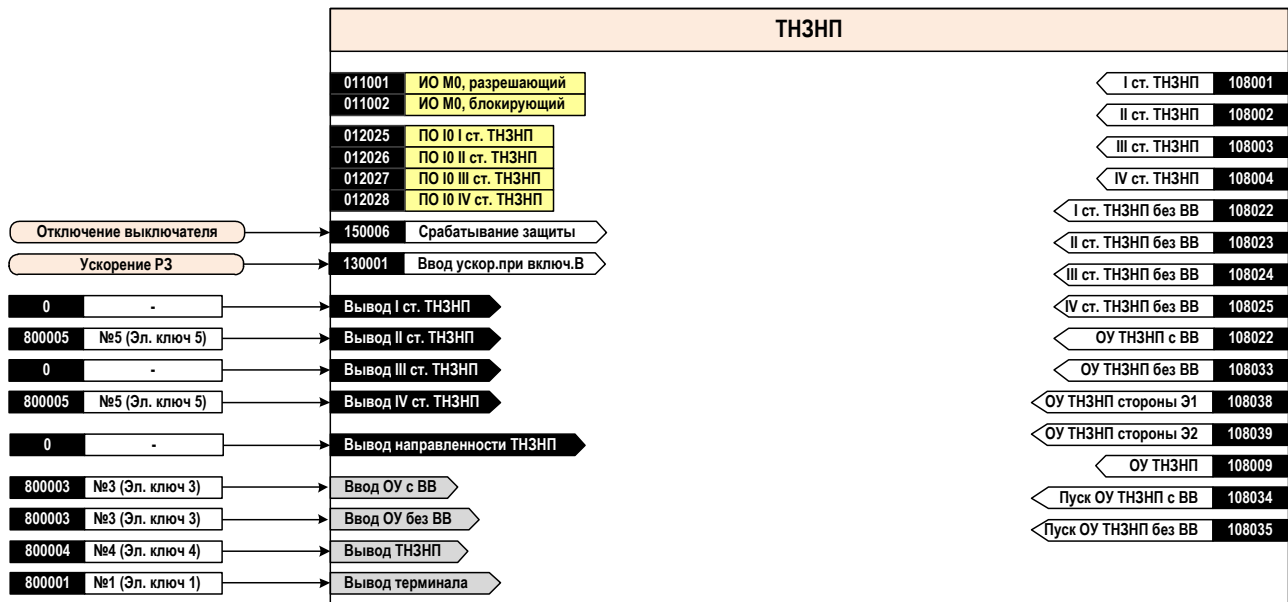 ТНЗНП
011001 ИО М0, разрешающий
011002 ИО М0, блокирующий
012025 ПО I0 I ст. ТНЗНП
012026 ПО I0 II ст. ТНЗНП
012027 ПО I0 III ст. ТНЗНП
012028 ПО I0 IV ст. ТНЗНП
Отключение выключателя 150006 Срабатывание защиты
Ускорение РЗ 130001 Ввод ускор.при включ.В
0 - Вывод I ст. ТНЗНП
800005 №5 (Эл. ключ 5) Вывод II ст. ТНЗНП
0 - Вывод III ст. ТНЗНП
800005 №5 (Эл. ключ 5) Вывод IV ст. ТНЗНП
0 - Вывод направленности ТНЗНП
800003 №3 (Эл. ключ 3) Ввод ОУ с ВВ
800003 №3 (Эл. ключ 3) Ввод ОУ без ВВ
800004 №4 (Эл. ключ 4) Вывод ТНЗНП
800001 №1 (Эл. ключ 1) Вывод терминала
I ст. ТНЗНП 108001
II ст. ТНЗНП 108002
III ст. ТНЗНП 108003
IV ст. ТНЗНП 108004
I ст. ТНЗНП без ВВ 108022
II ст. ТНЗНП без ВВ 108023
III ст. ТНЗНП без ВВ 108024
IV ст. ТНЗНП без ВВ 108025
ОУ ТНЗНП с ВВ 108022
ОУ ТНЗНП без ВВ 108033
ОУ ТНЗНП стороны Э1 108038
ОУ ТНЗНП стороны Э2 108039
ОУ ТНЗНП 108009
Пуск ОУ ТНЗНП с ВВ 108034
Пуск ОУ ТНЗНП без ВВ 108035